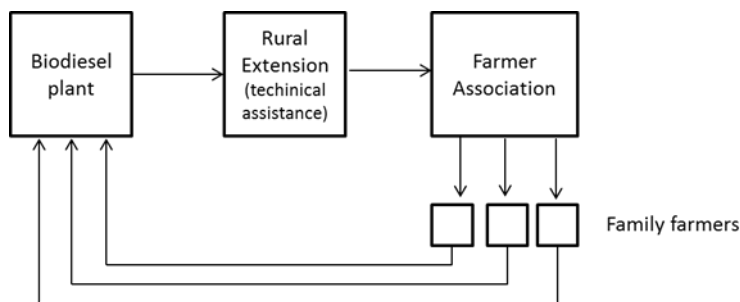 Biodiesel
plant
Rural
Extension
(techinical
assistance)
Farmer
Association
Family farmers